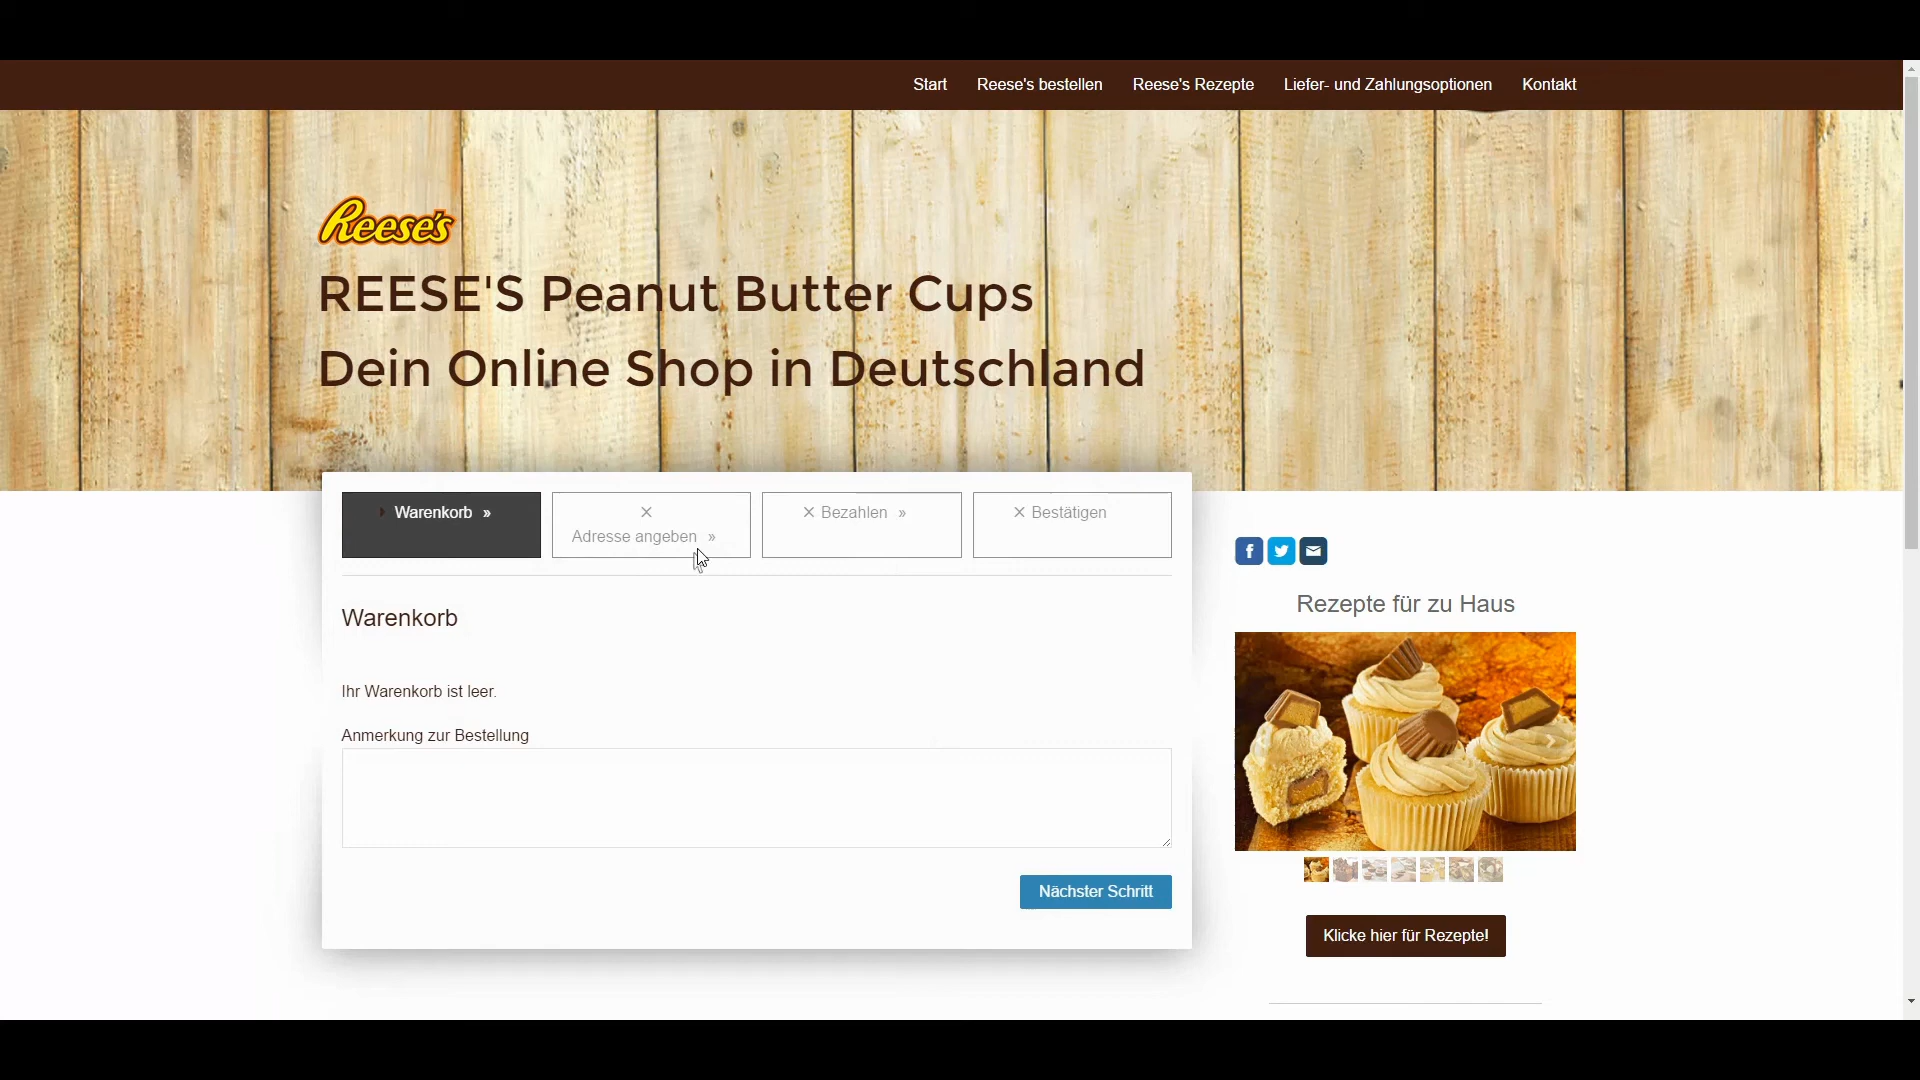 Start
Reese's bestellen
Reese's Rezepte
Liefer- und Zahlungsoptionen
Kontakt
Reese's
REESE'S Peanut Butter Cups
Dein Online Shop in Deutschland
Warenkorb »
Adresse angeben »
Bezahlen »
Bestätigen
Warenkorb
Ihr Warenkorb ist leer.
Anmerkung zur Bestellung
Nächster Schritt
Rezepte für zu Haus
Klicke hier für Rezepte!